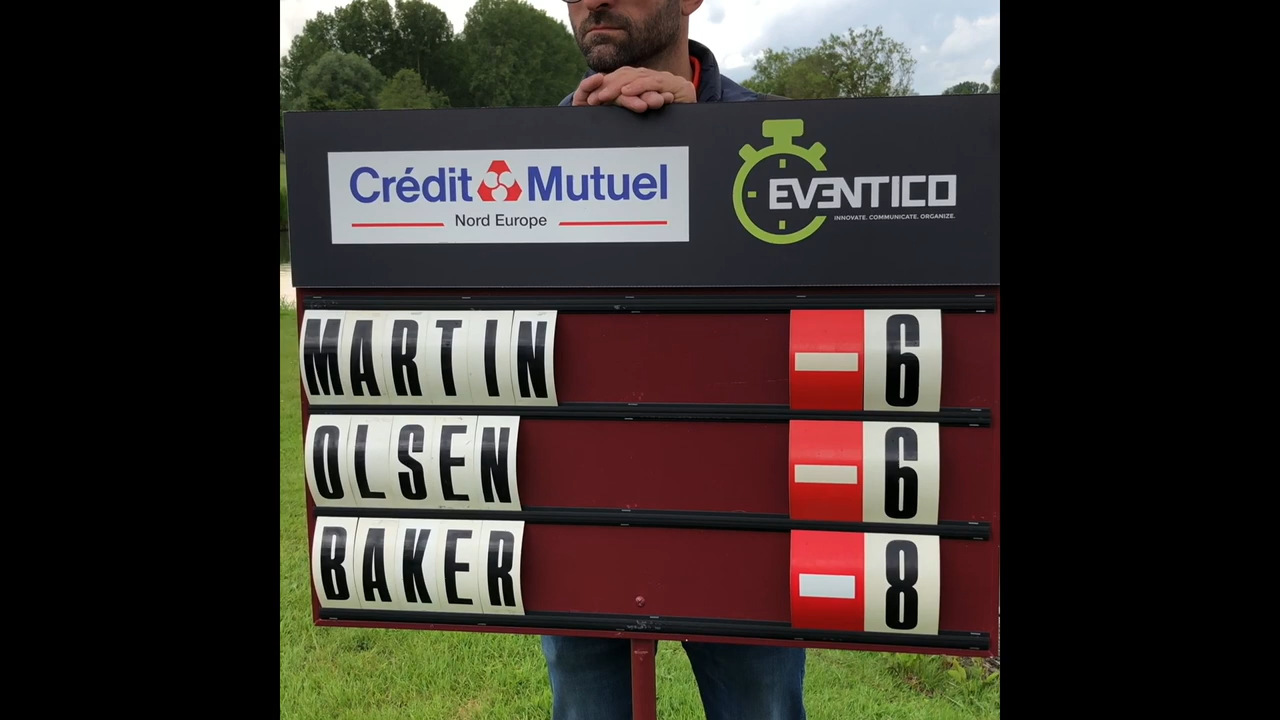 Crédit Mutuel
Nord Europe
EVENTICO
INNOVATE. COMMUNICATE. ORGANIZE.
MARTIN -6
OLSEN -6
BAKER -8